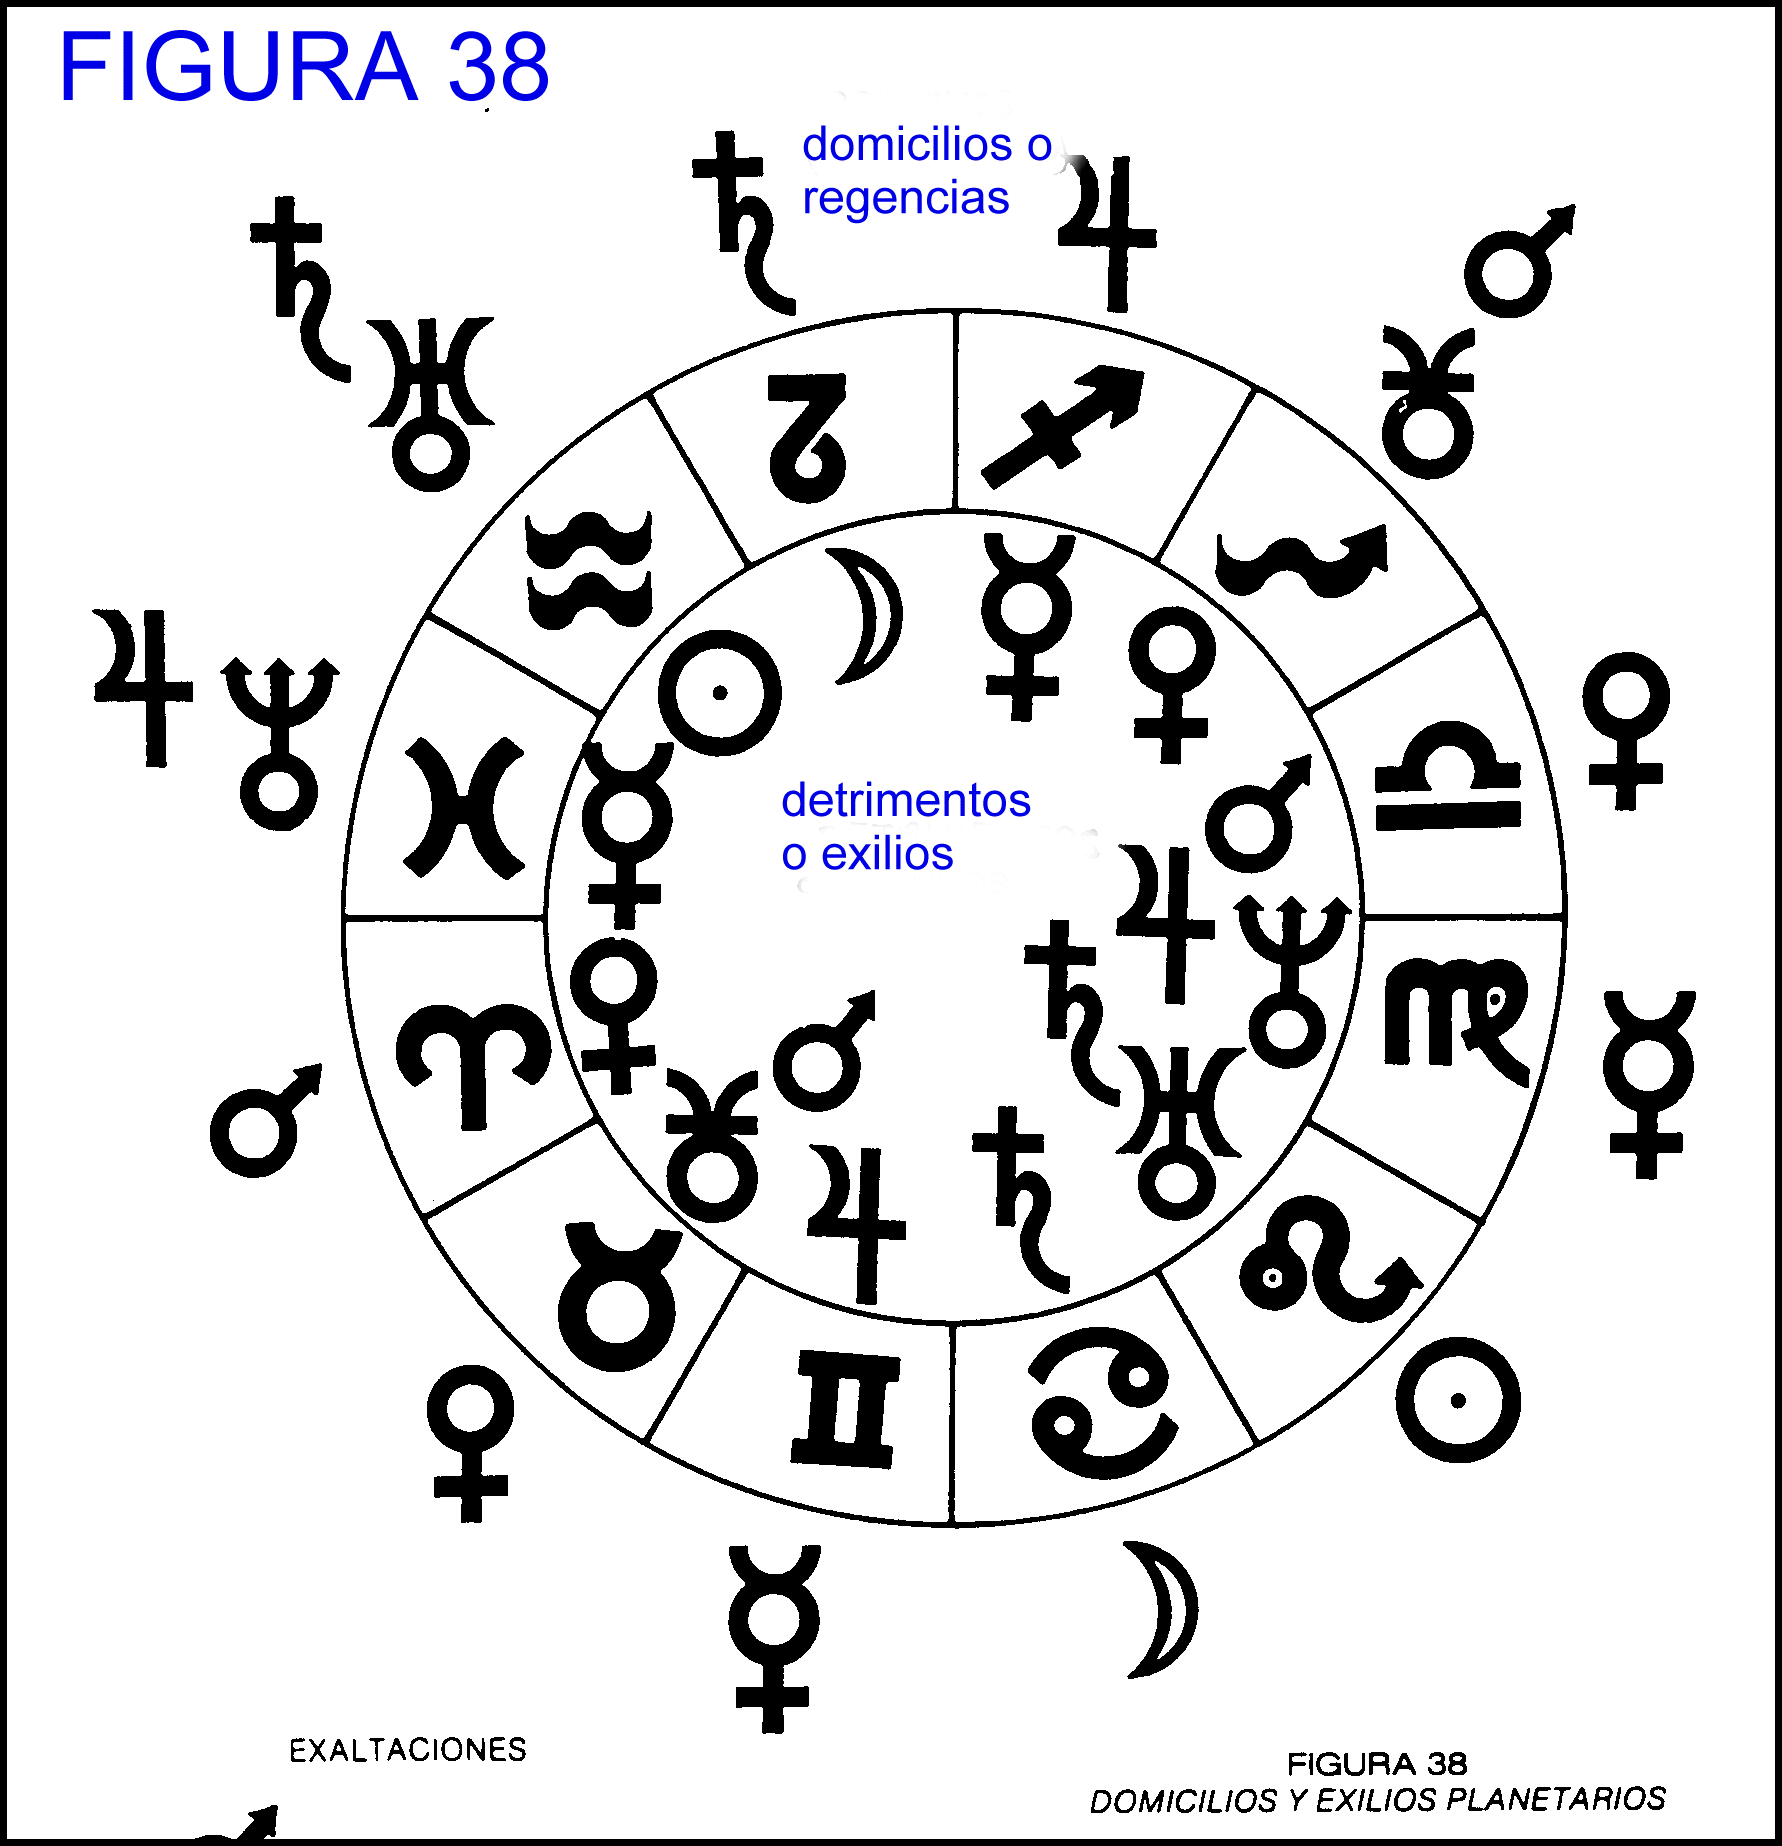 FIGURA 38
domicilios o
regencias
detrimentos
o exilios
EXALTACIONES
FIGURA 38
DOMICILIOS Y EXILIOS PLANETARIOS